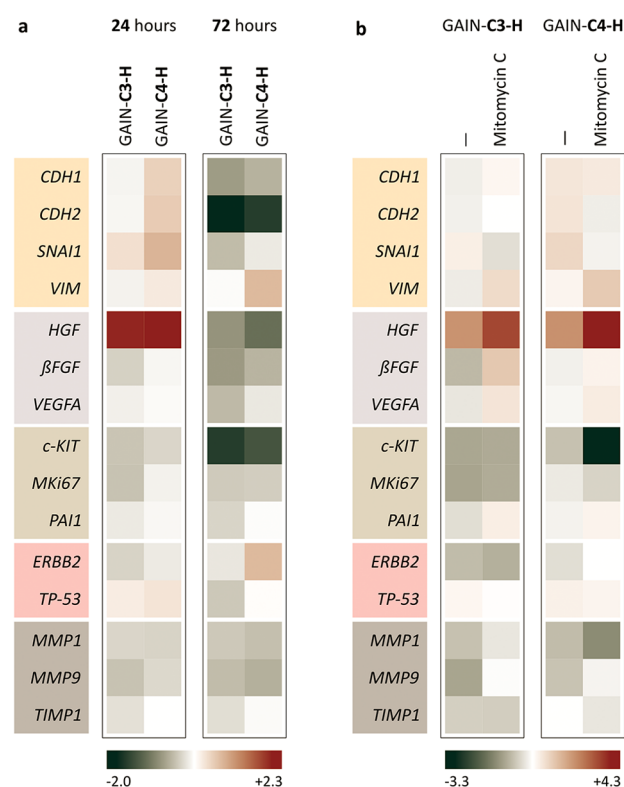 a
24 hours
72 hours
GAIN-C3-H
GAIN-C4-H
GAIN-C3-H
GAIN-C4-H
CDH1
CDH2
SNAI1
VIM
HGF
ßFGF
VEGFA
c-KIT
MKi67
PAI1
ERBB2
TP-53
MMP1
MMP9
TIMP1
-2.0
+2.3
b
GAIN-C3-H
GAIN-C4-H
–
Mitomycin C
–
Mitomycin C
CDH1
CDH2
SNAI1
VIM
HGF
ßFGF
VEGFA
c-KIT
MKi67
PAI1
ERBB2
TP-53
MMP1
MMP9
TIMP1
-3.3
+4.3